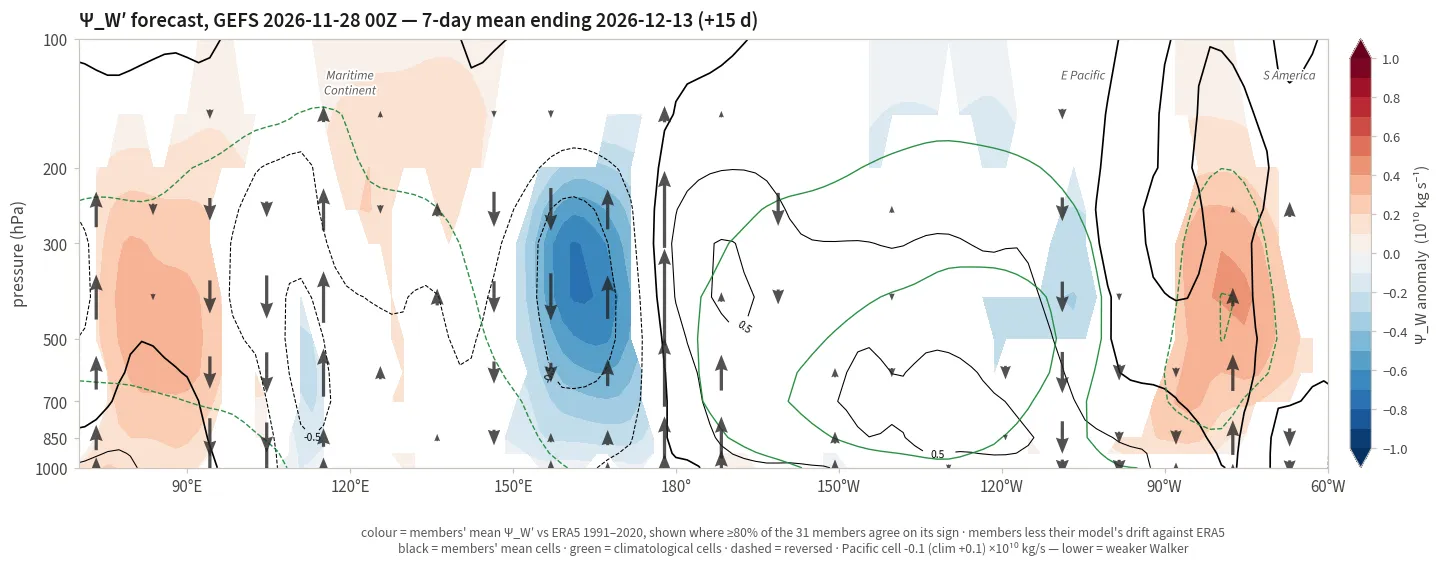 Ψ_W′ forecast, GEFS 2026-11-28 00Z — 7-day mean ending 2026-12-13 (+15 d)
100
200
300
400
500
700
850
1000
pressure (hPa)
Maritime
Continent
E Pacific
S America
0.5
0.5
-0.5
90°E
120°E
150°E
180°
150°W
120°W
90°W
60°W
1.0
0.8
0.6
0.4
0.2
0.0
−0.2
−0.4
−0.6
−0.8
−1.0
Ψ_W anomaly (10¹⁰ kg s⁻¹)
colour = members' mean Ψ_W′ vs ERA5 1991–2020, shown where ≥80% of the 31 members agree on its sign · members less their model's drift against ERA5
black = members' mean cells · green = climatological cells · dashed = reversed · Pacific cell -0.1 (clim +0.1) ×10¹⁰ kg/s — lower = weaker Walker